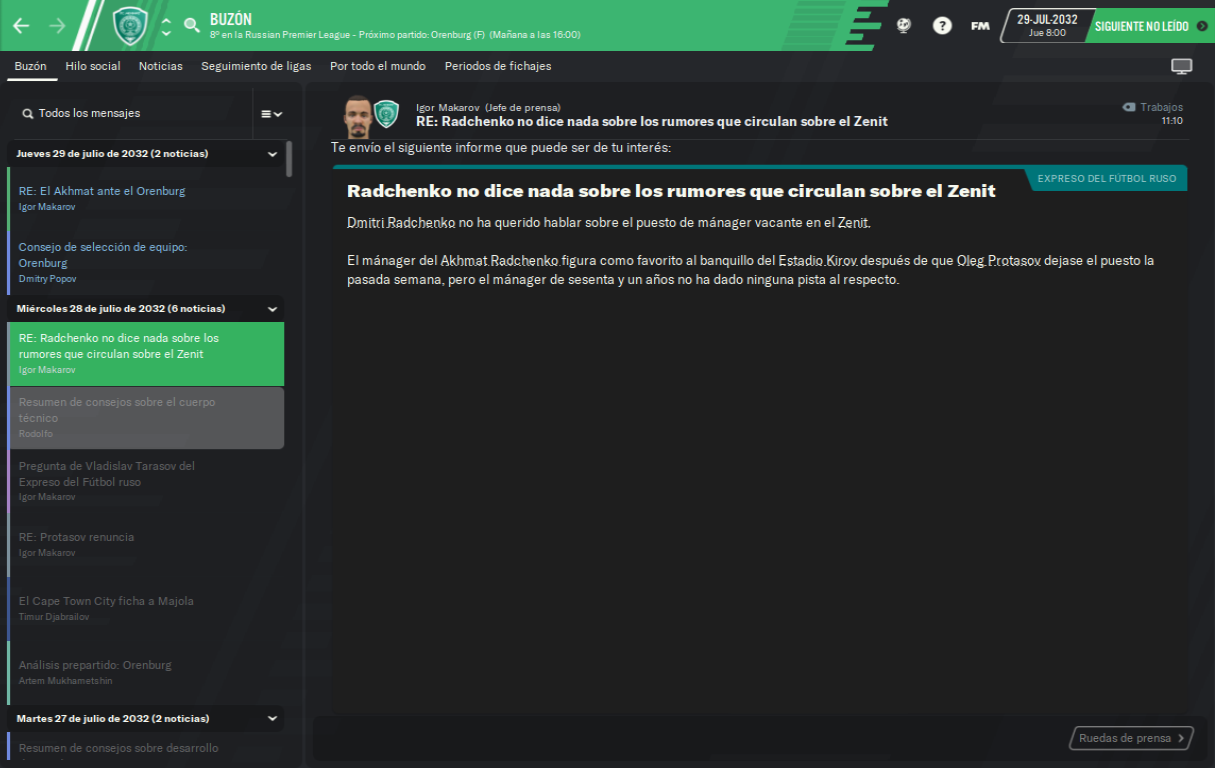 BUZÓN
8º en la Russian Premier League - Próximo partido: Orenburg (F) (Mañana a las 16:00)
?
FM
29-JUL-2032
Jue 8:00
SIGUIENTE NO LEÍDO
Buzón
Hilo social
Noticias
Seguimiento de ligas
Por todo el mundo
Periodos de fichajes
Todos los mensajes
Jueves 29 de julio de 2032 (2 noticias)
RE: El Akhmat ante el Orenburg
Igor Makarov
Consejo de selección de equipo:
Orenburg
Dmitry Popov
Miércoles 28 de julio de 2032 (6 noticias)
RE: Radchenko no dice nada sobre los
rumores que circulan sobre el Zenit
Igor Makarov
Resumen de consejos sobre el cuerpo
técnico
Rodolfo
Pregunta de Vladislav Tarasov del
Expreso del Fútbol ruso
Igor Makarov
RE: Protasov renuncia
Igor Makarov
El Cape Town City ficha a Majola
Timur Djabrailov
Análisis prepartido: Orenburg
Artem Mukhametshin
Martes 27 de julio de 2032 (2 noticias)
Resumen de consejos sobre desarrollo
Igor Makarov (Jefe de prensa)
RE: Radchenko no dice nada sobre los rumores que circulan sobre el Zenit
Trabajos
11:10
Te envío el siguiente informe que puede ser de tu interés:
EXPRESO DEL FÚTBOL RUSO
Radchenko no dice nada sobre los rumores que circulan sobre el Zenit
Dmitri Radchenko no ha querido hablar sobre el puesto de mánager vacante en el Zenit.
El mánager del Akhmat Radchenko figura como favorito al banquillo del Estadio Kirov después de que Oleg Protasov dejase el puesto la
pasada semana, pero el mánager de sesenta y un años no ha dado ninguna pista al respecto.
Ruedas de prensa